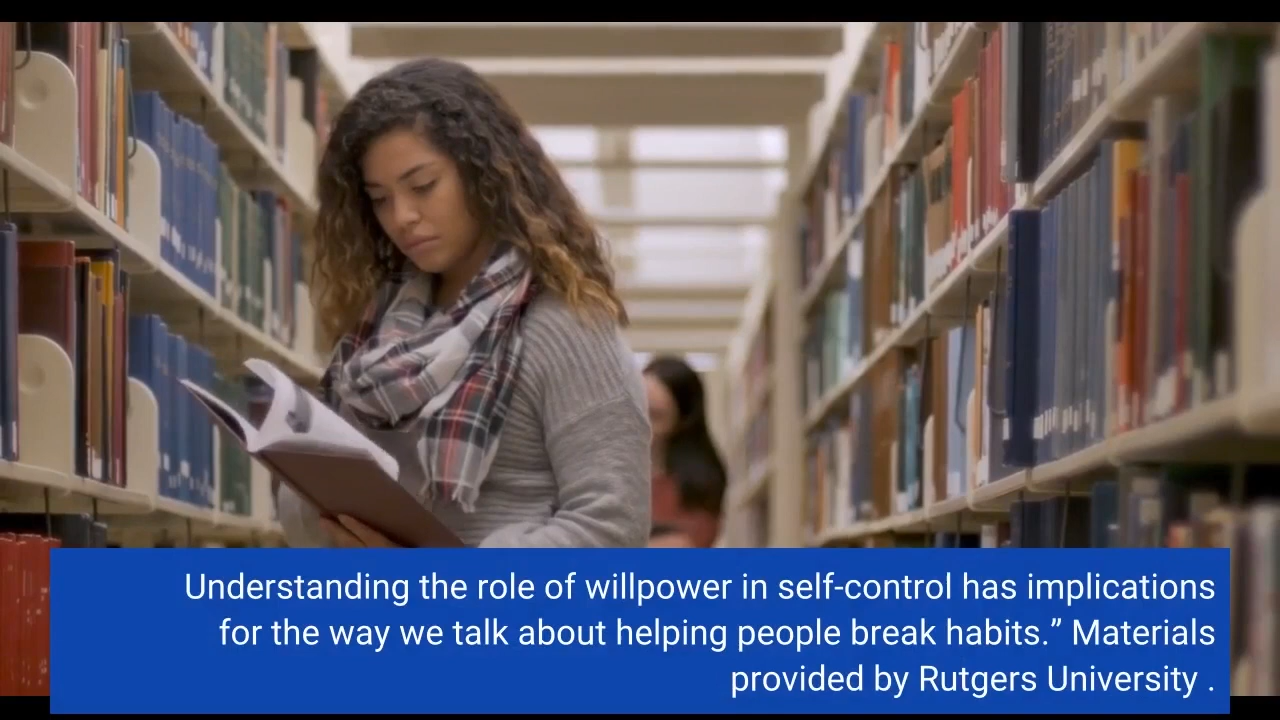 Understanding the role of willpower in self-control has implications
for the way we talk about helping people break habits.” Materials
provided by Rutgers University .